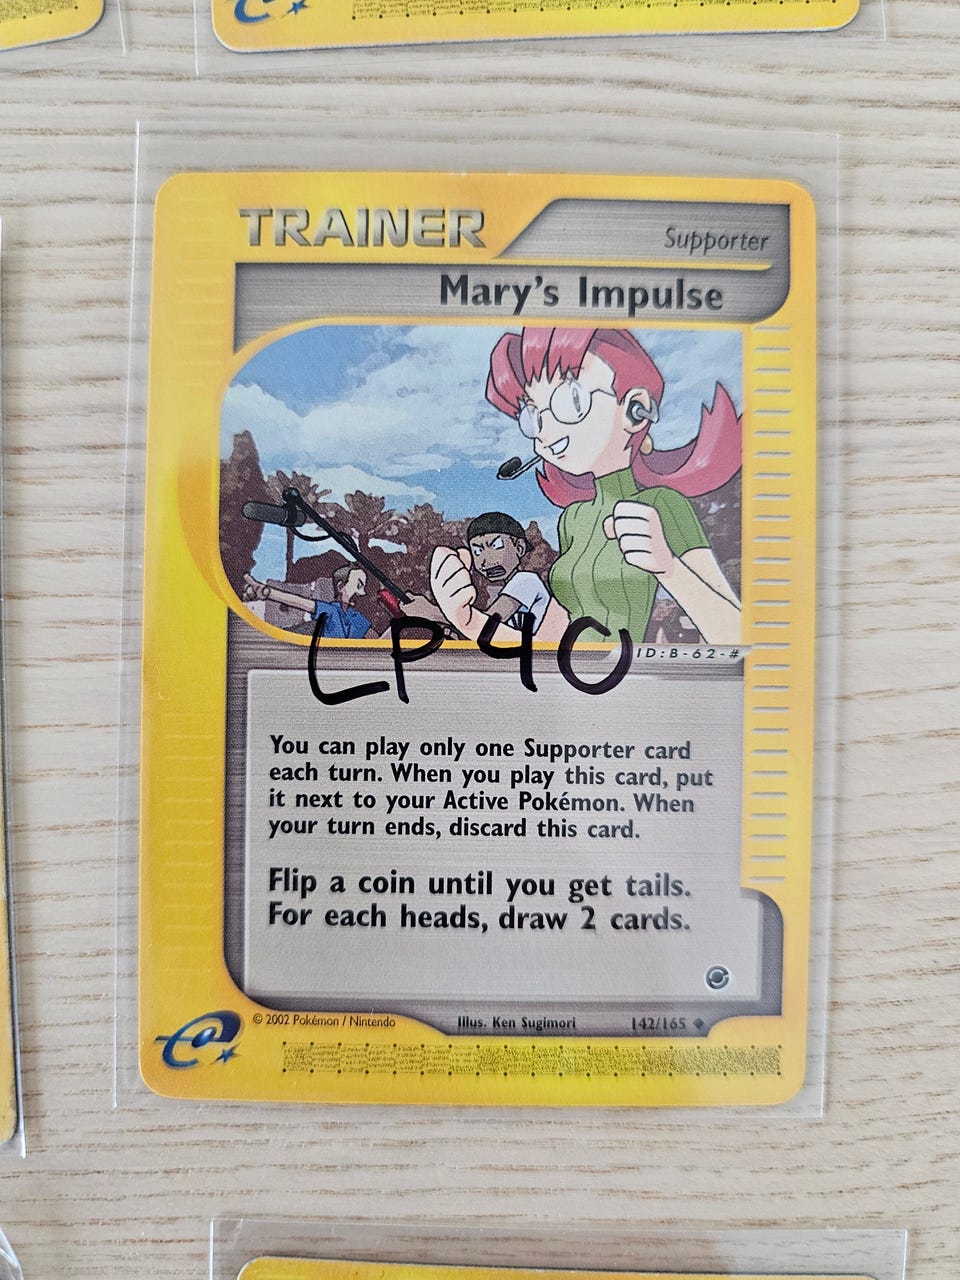 TRAINER
Supporter
Mary's Impulse
LP 40
ID:B-62-#
You can play only one Supporter card
each turn. When you play this card, put
it next to your Active Pokémon. When
your turn ends, discard this card.
Flip a coin until you get tails.
For each heads, draw 2 cards.
© 2002 Pokémon / Nintendo
Illus. Ken Sugimori
142/165